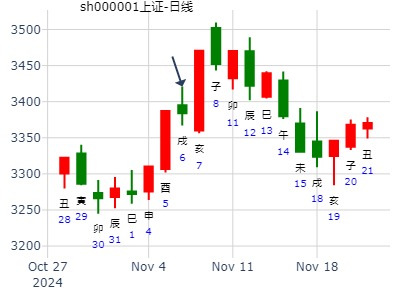 sh000001上证-日线
3500
3450
3400
3350
3300
3250
3200
丑
28
寅
29
卯
30
辰
31
巳
1
申
4
酉
5
戌
6
亥
7
子
8
卯
11
辰
12
巳
13
午
14
未
15
戌
18
亥
19
子
20
丑
21
Oct 27
2024
Nov 4
Nov 11
Nov 18